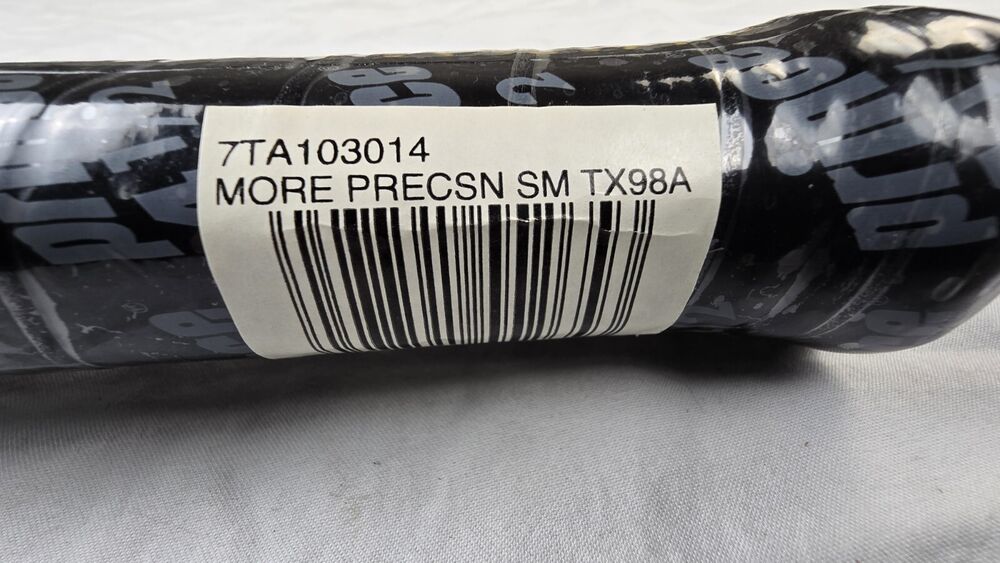 7TA103014
MORE PRECSN SM TX98A